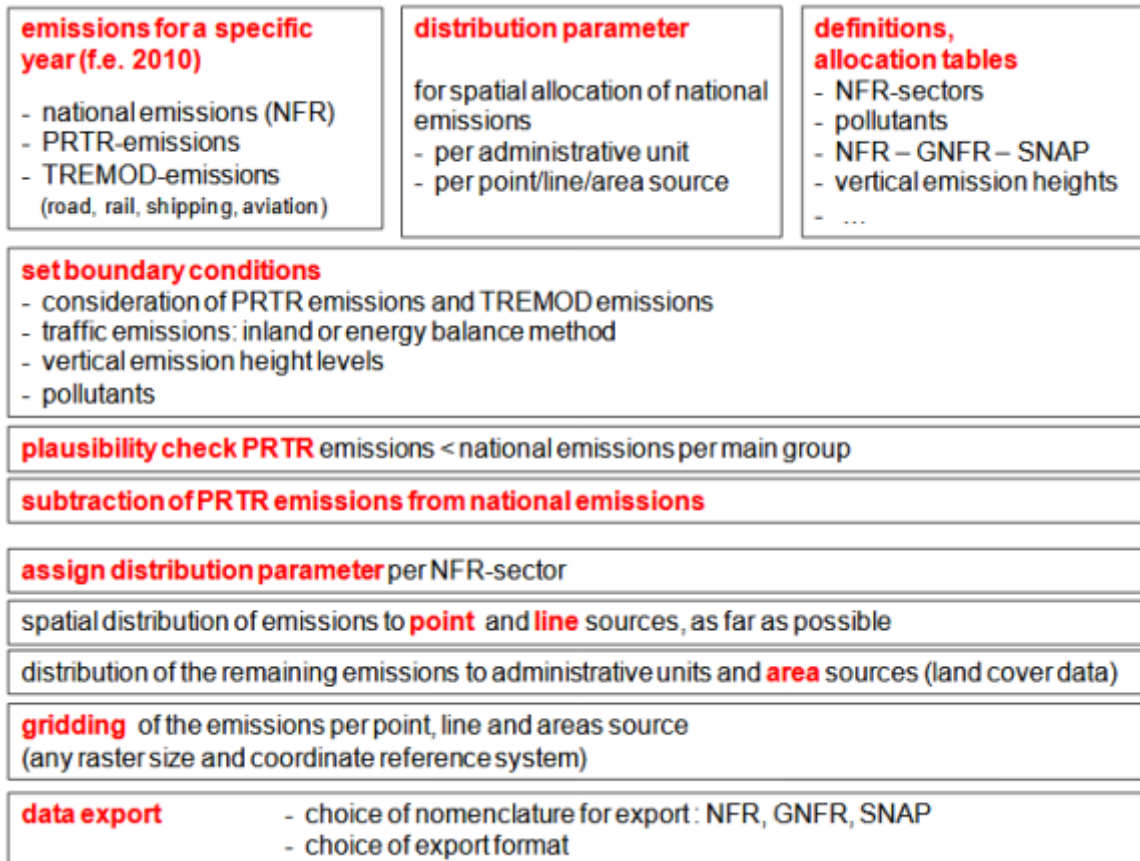 emissions for a specific
year (f.e. 2010)
- national emissions (NFR)
- PRTR-emissions
- TREMOD-emissions
(road, rail, shipping, aviation)
distribution parameter
for spatial allocation of national
emissions
- per administrative unit
- per point/line/area source
definitions,
allocation tables
- NFR-sectors
- pollutants
- NFR – GNFR – SNAP
- vertical emission heights
- ...
set boundary conditions
- consideration of PRTR emissions and TREMOD emissions
- traffic emissions: inland or energy balance method
- vertical emission height levels
- pollutants
plausibility check PRTR emissions < national emissions per main group
subtraction of PRTR emissions from national emissions
assign distribution parameter per NFR-sector
spatial distribution of emissions to point and line sources, as far as possible
distribution of the remaining emissions to administrative units and area sources (land cover data)
gridding of the emissions per point, line and areas source
(any raster size and coordinate reference system)
data export - choice of nomenclature for export : NFR, GNFR, SNAP
- choice of export format